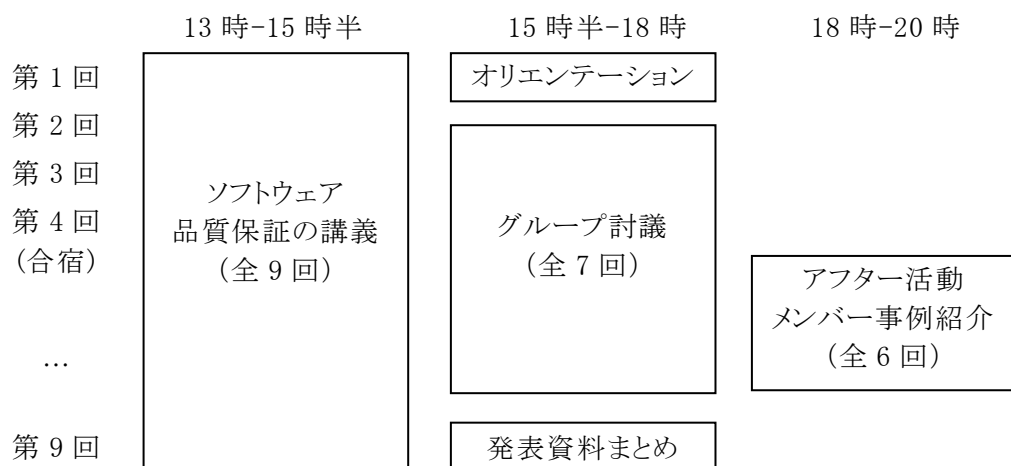 13 時-15 時半 15 時半-18 時 18 時-20 時
第 1 回 オリエンテーション
第 2 回
第 3 回
第 4 回
(合宿)
…
第 9 回
ソフトウェア
品質保証の講義
(全 9 回)
グループ討議
(全 7 回)
アフター活動
メンバー事例紹介
(全 6 回)
発表資料まとめ